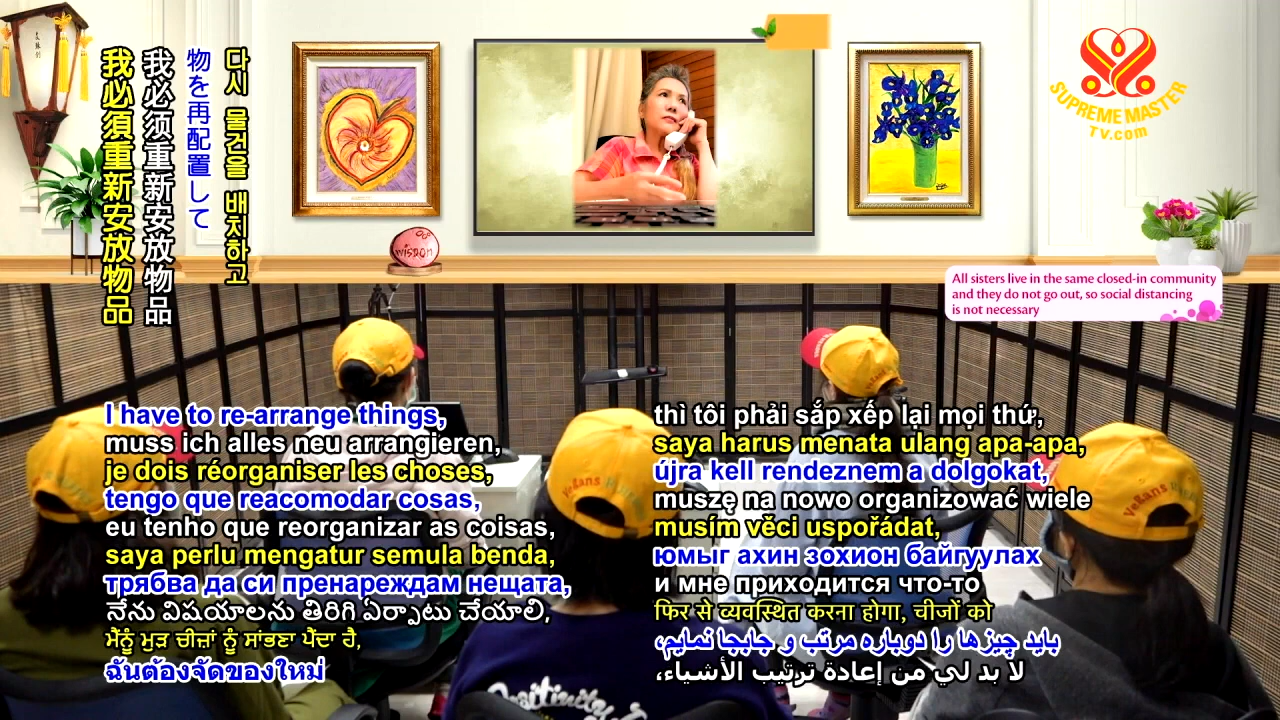 다시 물건을 배치하고
物を再配置して
我必须重新安放物品
我必須重新安放物品
SUPREME MASTER
TV.com
wisdom
All sisters live in the same closed-in community
and they do not go out, so social distancing
is not necessary
I have to re-arrange things,
muss ich alles neu arrangieren,
je dois réorganiser les choses,
tengo que reacomodar cosas,
eu tenho que reorganizar as coisas,
saya perlu mengatur semula benda,
трябва да си пренареждам нещата,
నేను విషయాలను తిరిగి ఏర్పాటు చేయాలి,
ਮੈਨੂੰ ਮੁੜ ਚੀਜ਼ਾਂ ਨੂੰ ਸਾਂਭਣਾ ਪੈਂਦਾ ਹੈ,
ฉันต้องจัดของใหม่
thì tôi phải sắp xếp lại mọi thứ,
saya harus menata ulang apa-apa,
újra kell rendeznem a dolgokat,
muszę na nowo organizować wiele
musím věci uspořádat,
юмыг ахин зохион байгуулах
и мне приходится что-то
फिर से व्यवस्थित करना होगा, चीजों को
باید چیزها را دوباره مرتب و جابجا نمایم،
لا بد لي من إعادة ترتيب الأشياء،
VeGans
VeGans
Positivity